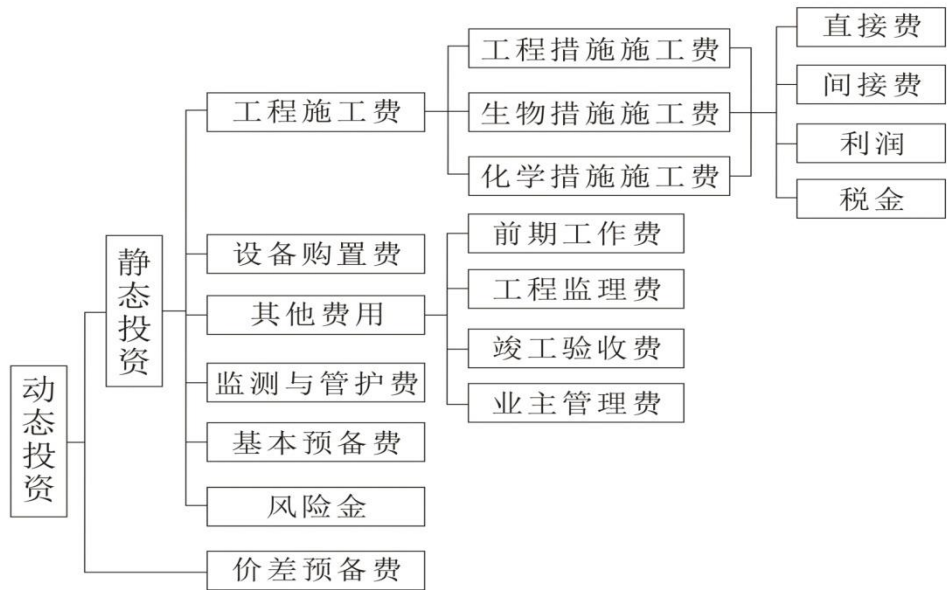 动态投资
静态投资
工程施工费
工程措施施工费
生物措施施工费
化学措施施工费
直接费
间接费
利润
税金
设备购置费
其他费用
前期工作费
工程监理费
竣工验收费
业主管理费
监测与管护费
基本预备费
风险金
价差预备费